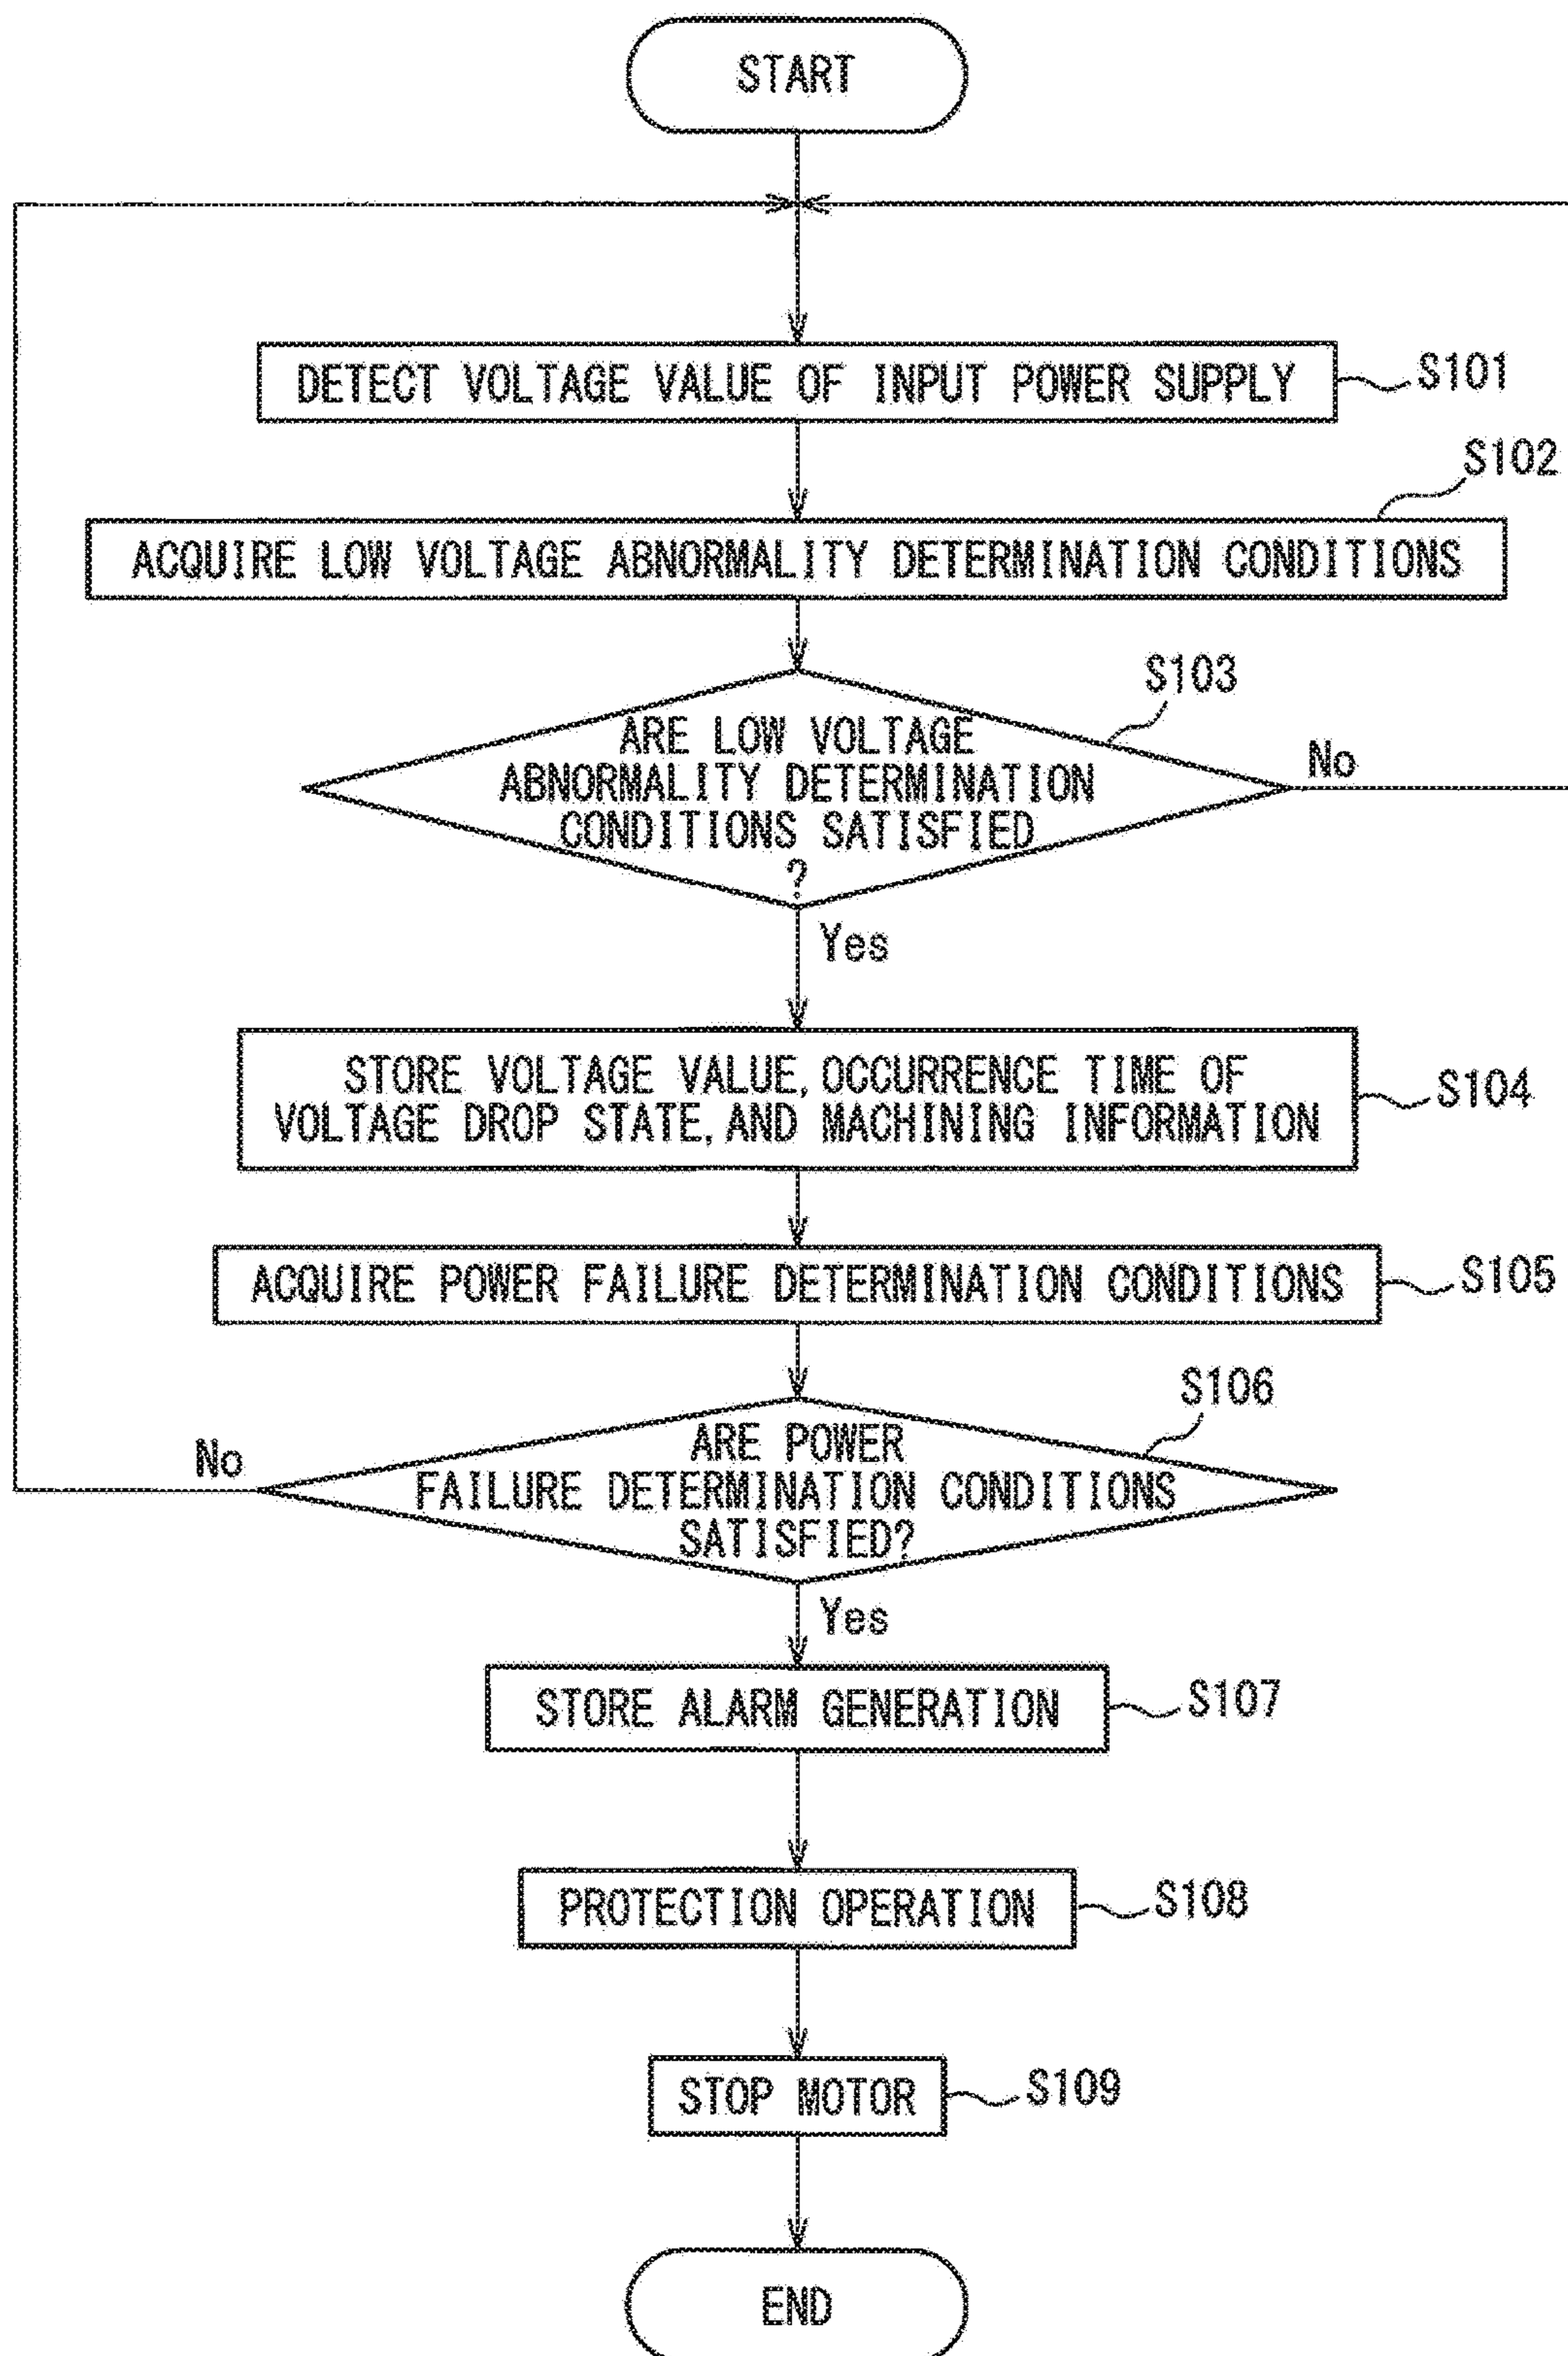 START
DETECT VOLTAGE VALUE OF INPUT POWER SUPPLY
S101
S102
ACQUIRE LOW VOLTAGE ABNORMALITY DETERMINATION CONDITIONS
S103
ARE LOW VOLTAGE
ABNORMALITY DETERMINATION
CONDITIONS SATISFIED
?
No
Yes
STORE VOLTAGE VALUE, OCCURRENCE TIME OF
VOLTAGE DROP STATE, AND MACHINING INFORMATION
S104
ACQUIRE POWER FAILURE DETERMINATION CONDITIONS
S105
S106
ARE POWER
FAILURE DETERMINATION CONDITIONS
SATISFIED?
No
Yes
STORE ALARM GENERATION
S107
PROTECTION OPERATION
S108
STOP MOTOR
S109
END